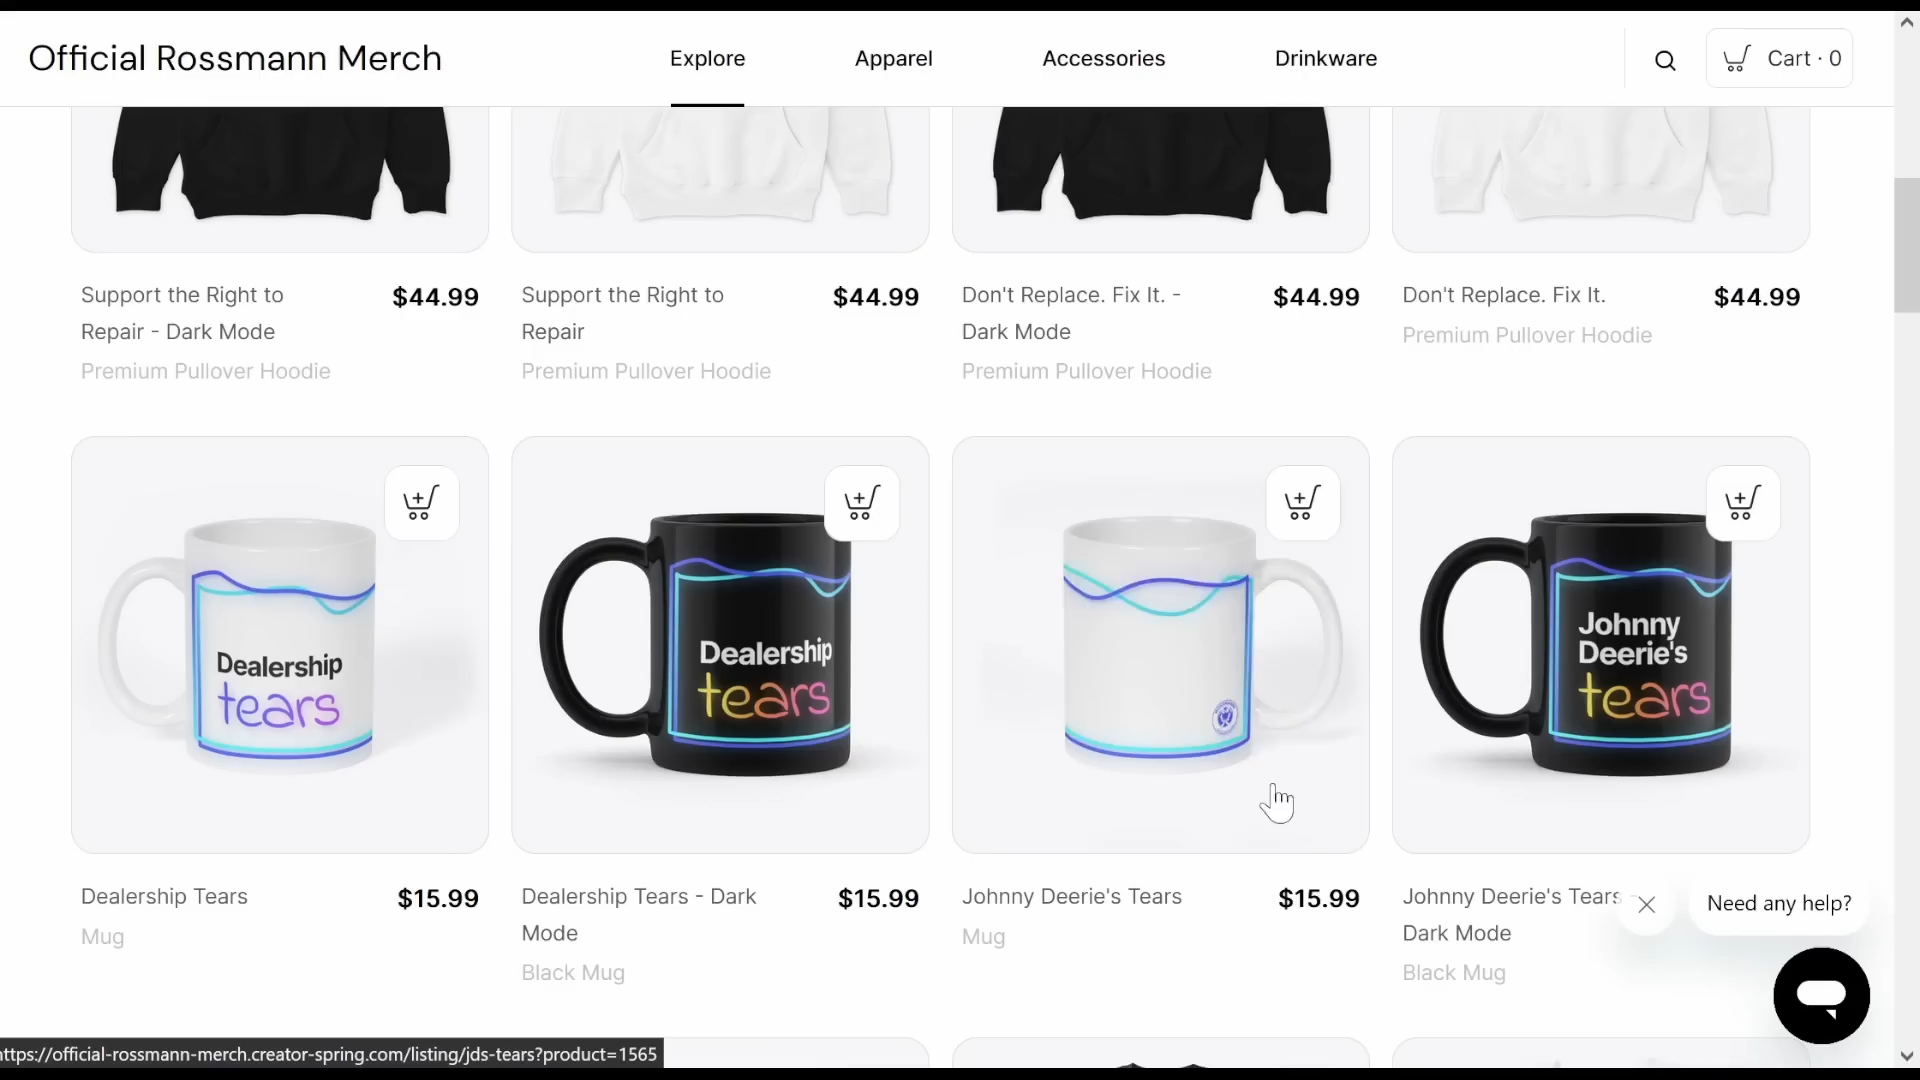 Official Rossmann Merch
Explore
Apparel
Accessories
Drinkware
Cart · 0
Support the Right to
Repair - Dark Mode
$44.99
Premium Pullover Hoodie
Support the Right to
Repair
$44.99
Premium Pullover Hoodie
Don't Replace. Fix It. -
Dark Mode
$44.99
Premium Pullover Hoodie
Don't Replace. Fix It.
$44.99
Premium Pullover Hoodie
Dealership
tears
Dealership
tears
Johnny
Deerie's
tears
Dealership Tears
$15.99
Mug
Dealership Tears - Dark
Mode
$15.99
Black Mug
Johnny Deerie's Tears
$15.99
Mug
Johnny Deerie's Tears -
Dark Mode
Black Mug
Need any help?
https://official-rossmann-merch.creator-spring.com/listing/jds-tears?product=1565